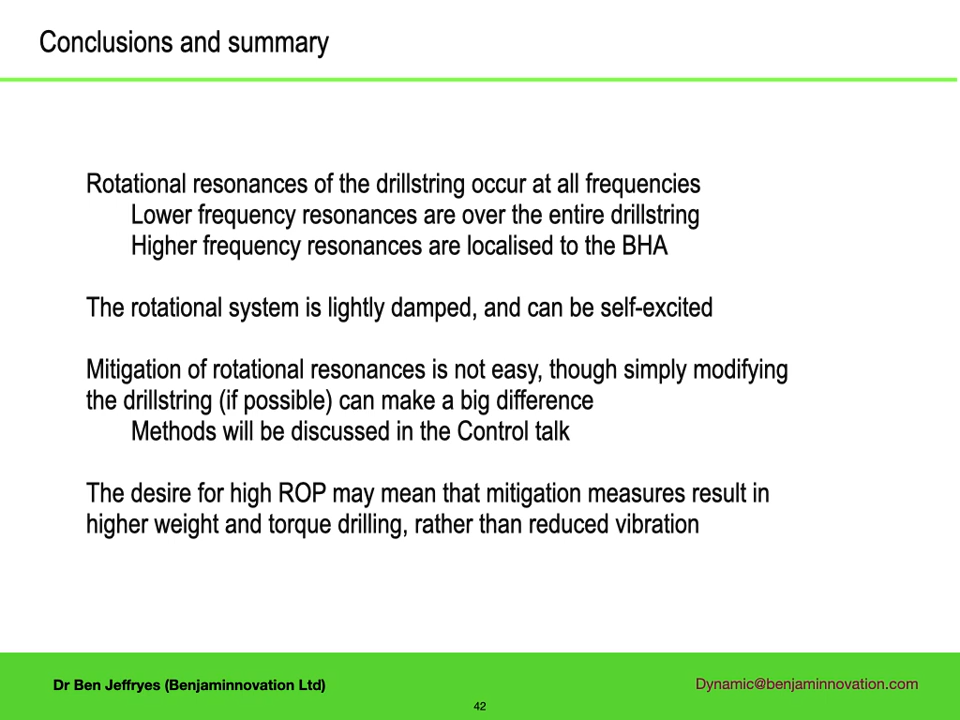 Conclusions and summary
Rotational resonances of the drillstring occur at all frequencies
Lower frequency resonances are over the entire drillstring
Higher frequency resonances are localised to the BHA
The rotational system is lightly damped, and can be self-excited
Mitigation of rotational resonances is not easy, though simply modifying
the drillstring (if possible) can make a big difference
Methods will be discussed in the Control talk
The desire for high ROP may mean that mitigation measures result in
higher weight and torque drilling, rather than reduced vibration
Dr Ben Jeffryes (Benjaminnovation Ltd)
Dynamic@benjaminnovation.com
42